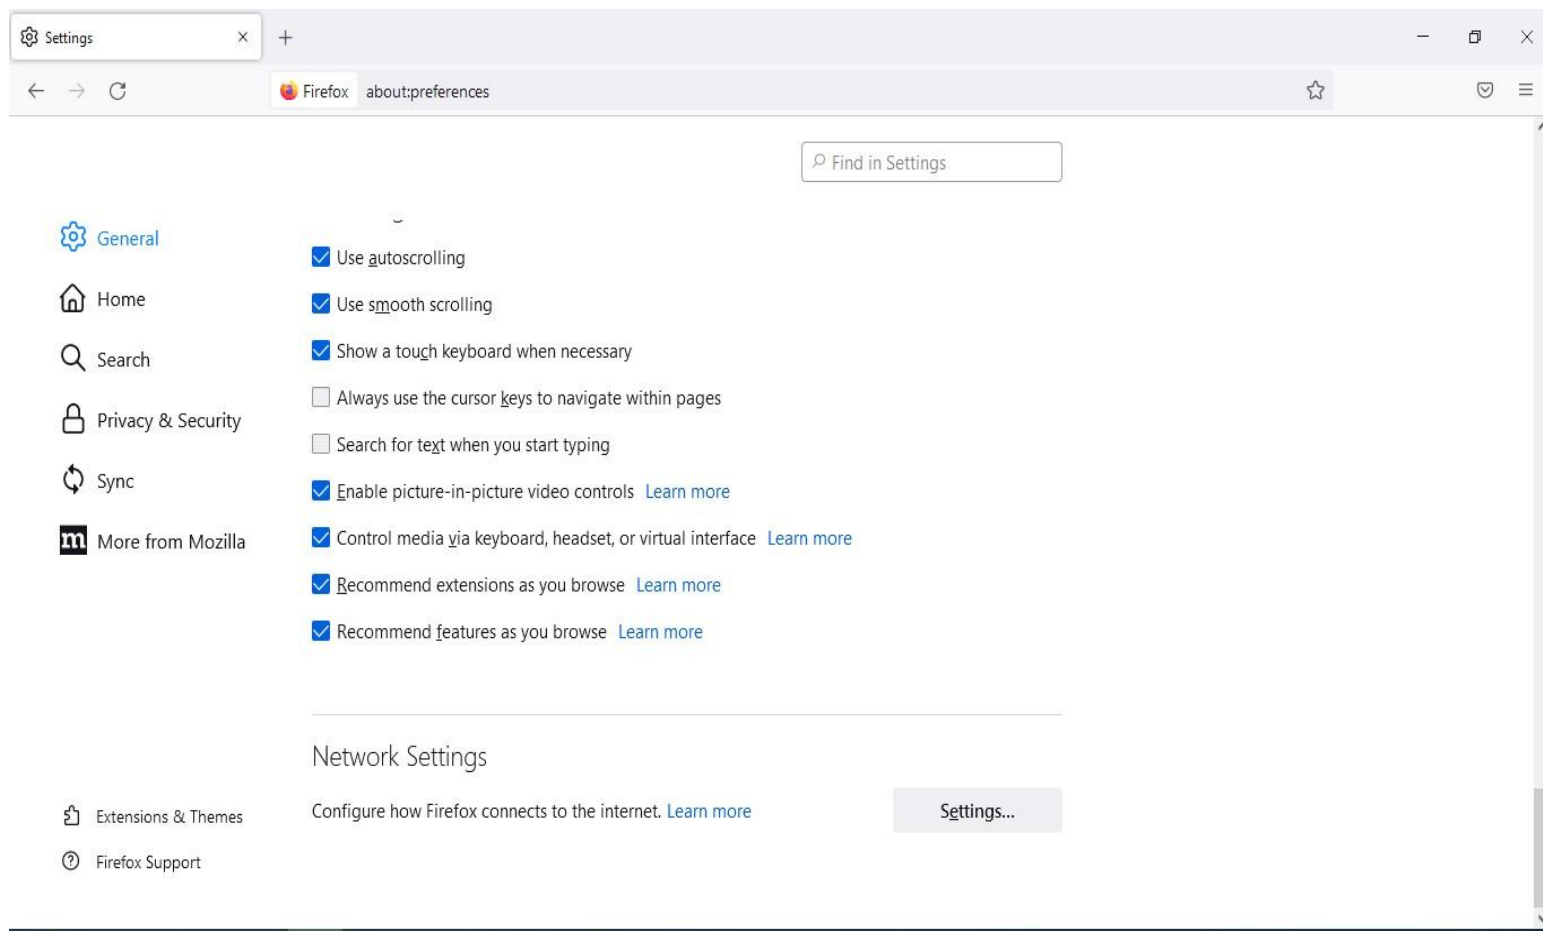 Settings
Firefox about:preferences
Find in Settings
General
Home
Search
Privacy & Security
Sync
More from Mozilla
Extensions & Themes
Firefox Support
Use autoscrolling
Use smooth scrolling
Show a touch keyboard when necessary
Always use the cursor keys to navigate within pages
Search for text when you start typing
Enable picture-in-picture video controls Learn more
Control media via keyboard, headset, or virtual interface Learn more
Recommend extensions as you browse Learn more
Recommend features as you browse Learn more
Network Settings
Configure how Firefox connects to the internet. Learn more
Settings...